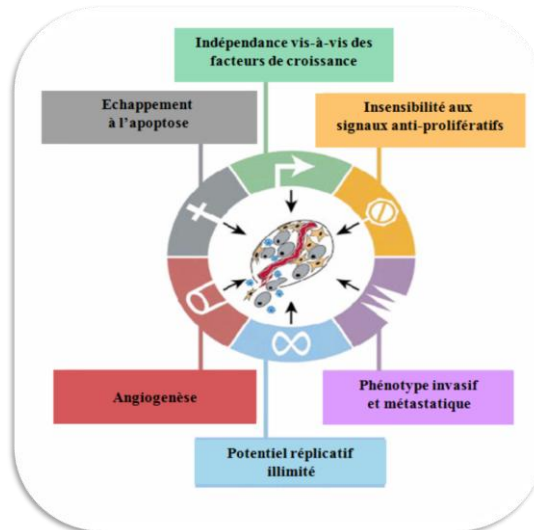 Indépendance vis-à-vis des
facteurs de croissance
Echappement
à l'apoptose
Insensibilité aux
signaux anti-prolifératifs
Angiogenèse
Phénotype invasif
et métastatique
Potentiel réplicatif
illimité